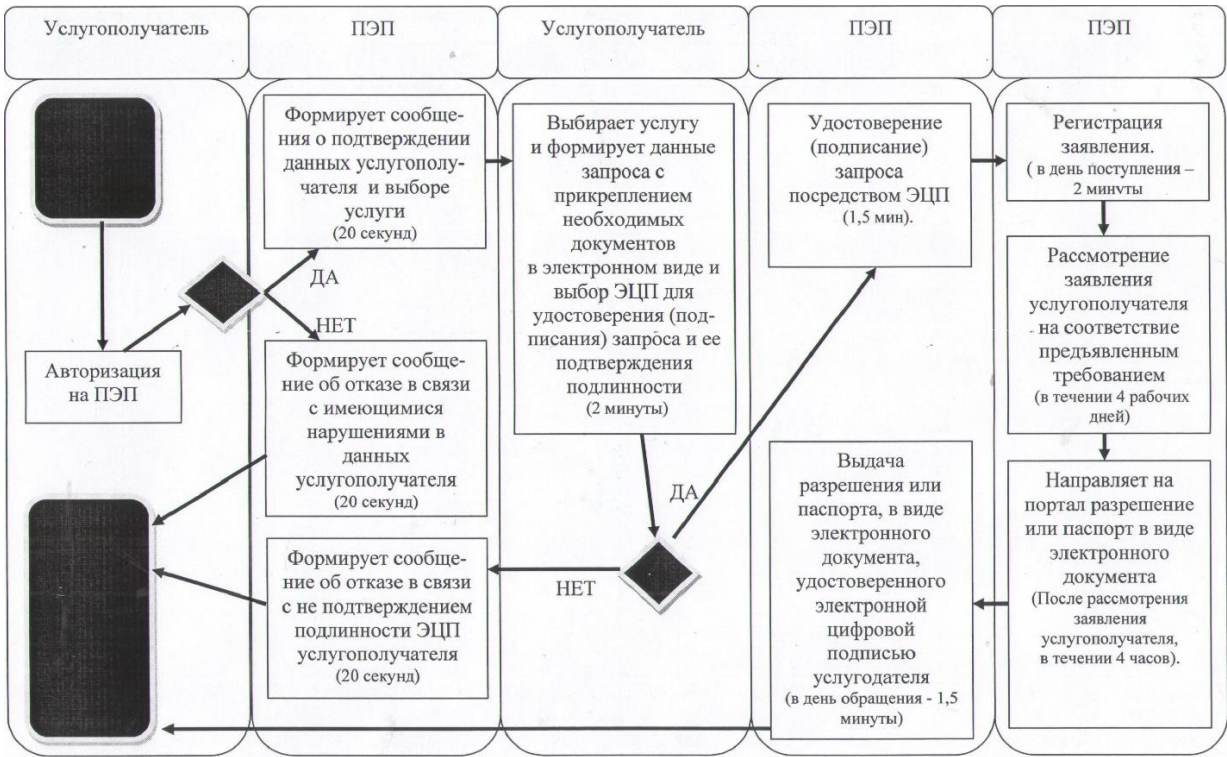 Услугополучатель
ПЭП
Услугополучатель
ПЭП
ПЭП
Авторизация
на ПЭП
Формирует сообще-
ния о подтверждении
данных услугополу-
чателя и выборе
услуги
(20 секунд)
ДА
НЕТ
Формирует сообще-
ние об отказе в связи
с имеющимися
нарушениями в
данных
услугополучателя
(20 секунд)
Формирует сообще-
ние об отказе в связи
с не подтверждением
подлинности ЭЦП
услугополучателя
(20 секунд)
Выбирает услугу
и формирует данные
запроса с
прикреплением
необходимых
документов
в электронном виде и
выбор ЭЦП для
удостоверения (под-
писания) запроса и ее
подтверждения
подлинности
(2 минуты)
ДА
НЕТ
Удостоверение
(подписание)
запроса
посредством ЭЦП
(1,5 мин).
Выдача
разрешения или
паспорта, в виде
электронного
документа,
удостоверенного
электронной
цифровой
подписью
услугодателя
(в день обращения - 1,5
минуты)
Регистрация
заявления.
( в день поступления –
2 минуты
Рассмотрение
заявления
услугополучателя
на соответствие
предъявленным
требованием
(в течении 4 рабочих
дней)
Направляет на
портал разрешение
или паспорт в виде
электронного
документа
(После рассмотрения
заявления
услугополучателя,
в течении 4 часов).